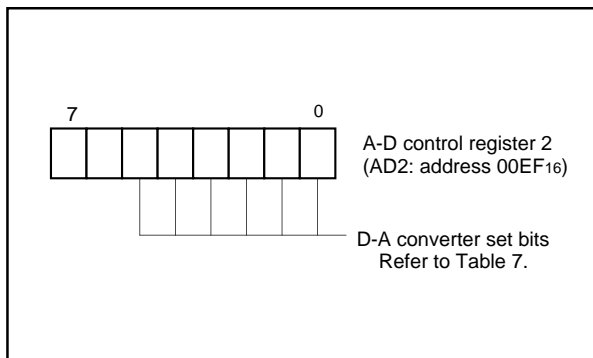 7 0
A-D control register 2
(AD2: address 00EF16)
D-A converter set bits
Refer to Table 7.